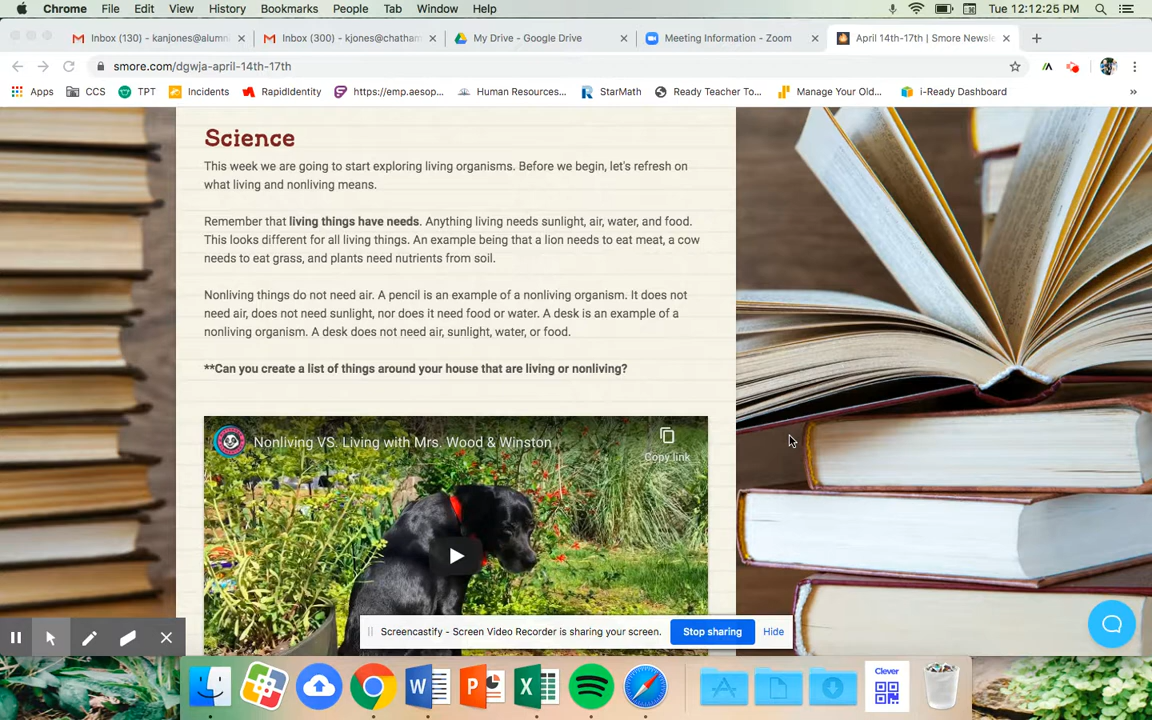 Chrome File Edit View History Bookmarks People Tab Window Help Tue 12:12:25 PM
Inbox (130) - kanjones@alumn Inbox (300) - kjones@chatham My Drive - Google Drive Meeting Information - Zoom April 14th-17th | Smore Newsle
smore.com/dgwja-april-14th-17th
Apps CCS TPT Incidents RapidIdentity https://emp.aesop... Human Resources... StarMath Ready Teacher To... Manage Your Old... i-Ready Dashboard
Science
This week we are going to start exploring living organisms. Before we begin, let's refresh on
what living and nonliving means.
Remember that living things have needs. Anything living needs sunlight, air, water, and food.
This looks different for all living things. An example being that a lion needs to eat meat, a cow
needs to eat grass, and plants need nutrients from soil.
Nonliving things do not need air. A pencil is an example of a nonliving organism. It does not
need air, does not need sunlight, nor does it need food or water. A desk is an example of a
nonliving organism. A desk does not need air, sunlight, water, or food.
**Can you create a list of things around your house that are living or nonliving?
Nonliving VS. Living with Mrs. Wood & Winston
Copy link
Screencastify - Screen Video Recorder is sharing your screen. Stop sharing Hide
Clever